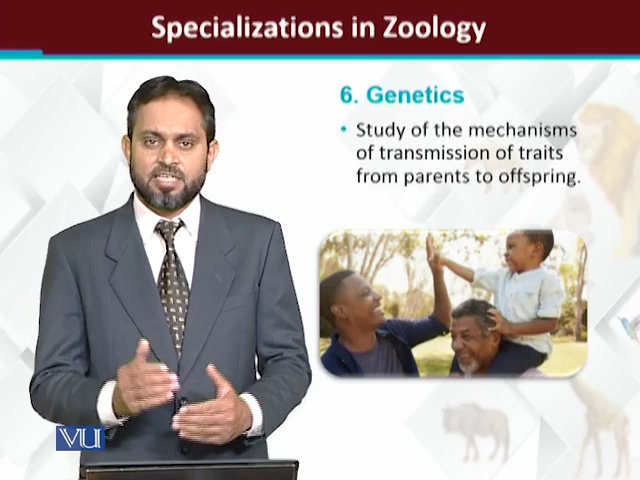 Specializations in Zoology
6. Genetics
• Study of the mechanisms
of transmission of traits
from parents to offspring.
VU